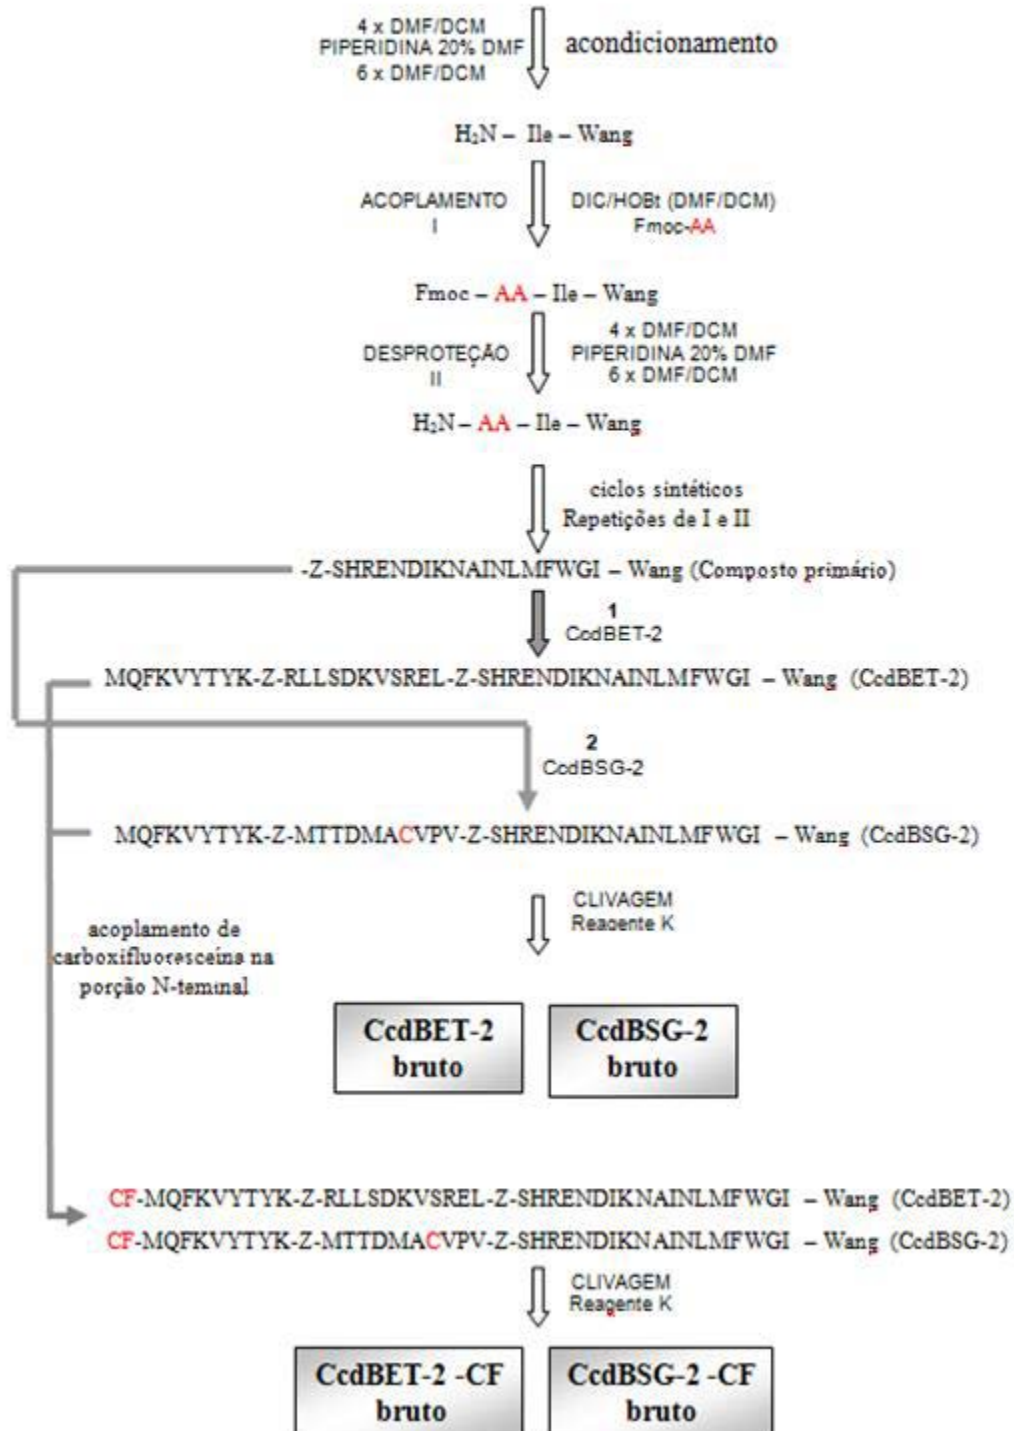 4 x DMF/DCM
PIPERIDINA 20% DMF
6 x DMF/DCM
acondicionamento
H₂N – Ile – Wang
ACOPLAMENTO
I
DIC/HOBt (DMF/DCM)
Fmoc-AA
Fmoc – AA – Ile – Wang
DESPROTEÇÃO
II
4 x DMF/DCM
PIPERIDINA 20% DMF
6 x DMF/DCM
H₂N – AA – Ile – Wang
ciclos sintéticos
Repetições de I e II
-Z-SHRENDIKNAINLMFWGI – Wang (Composto primário)
1
CcdBET-2
MQFKVYTYK-Z-RLLSDKVSREL-Z-SHRENDIKNAINLMFWGI – Wang (CcdBET-2)
2
CcdBSG-2
MQFKVYTYK-Z-MTTDMACVPV-Z-SHRENDIKNAINLMFWGI – Wang (CcdBSG-2)
CLIVAGEM
Reagente K
acoplamento de
carboxifluoresceína na
porção N-teminal
CcdBET-2
bruto
CcdBSG-2
bruto
CF-MQFKVYTYK-Z-RLLSDKVSREL-Z-SHRENDIKNAINLMFWGI – Wang (CcdBET-2)
CF-MQFKVYTYK-Z-MTTDMACVPV-Z-SHRENDIKNAINLMFWGI – Wang (CcdBSG-2)
CLIVAGEM
Reagente K
CcdBET-2 -CF
bruto
CcdBSG-2 -CF
bruto